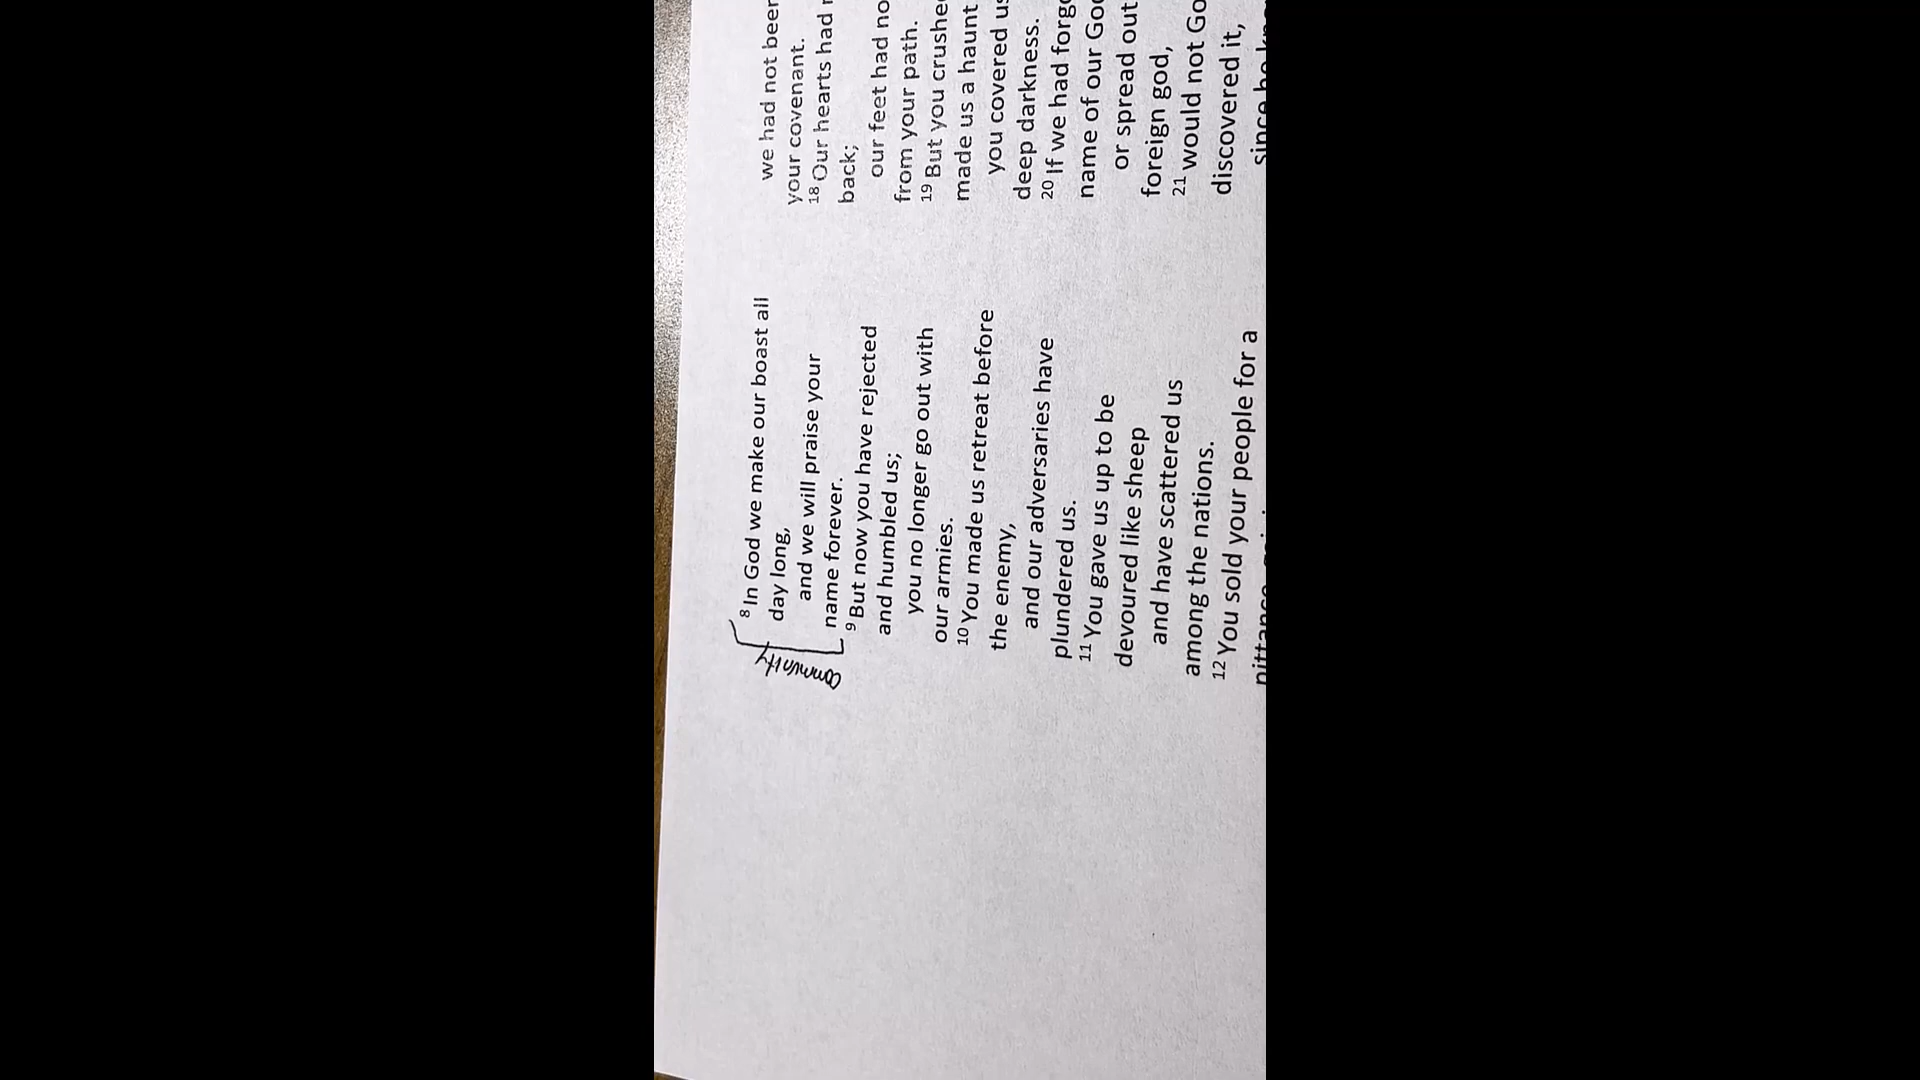 Community
8 In God we make our boast all
day long,
and we will praise your
name forever.
9 But now you have rejected
and humbled us;
you no longer go out with
our armies.
10 You made us retreat before
the enemy,
and our adversaries have
plundered us.
11 You gave us up to be
devoured like sheep
and have scattered us
among the nations.
12 You sold your people for a
pittance,
we had not been
your covenant.
18 Our hearts had
back;
our feet had
from your path.
19 But you
made us a haunt
you covered
deep darkness.
20 If we had
name of our
or spread out
foreign god,
21 would not
discovered it,
since he